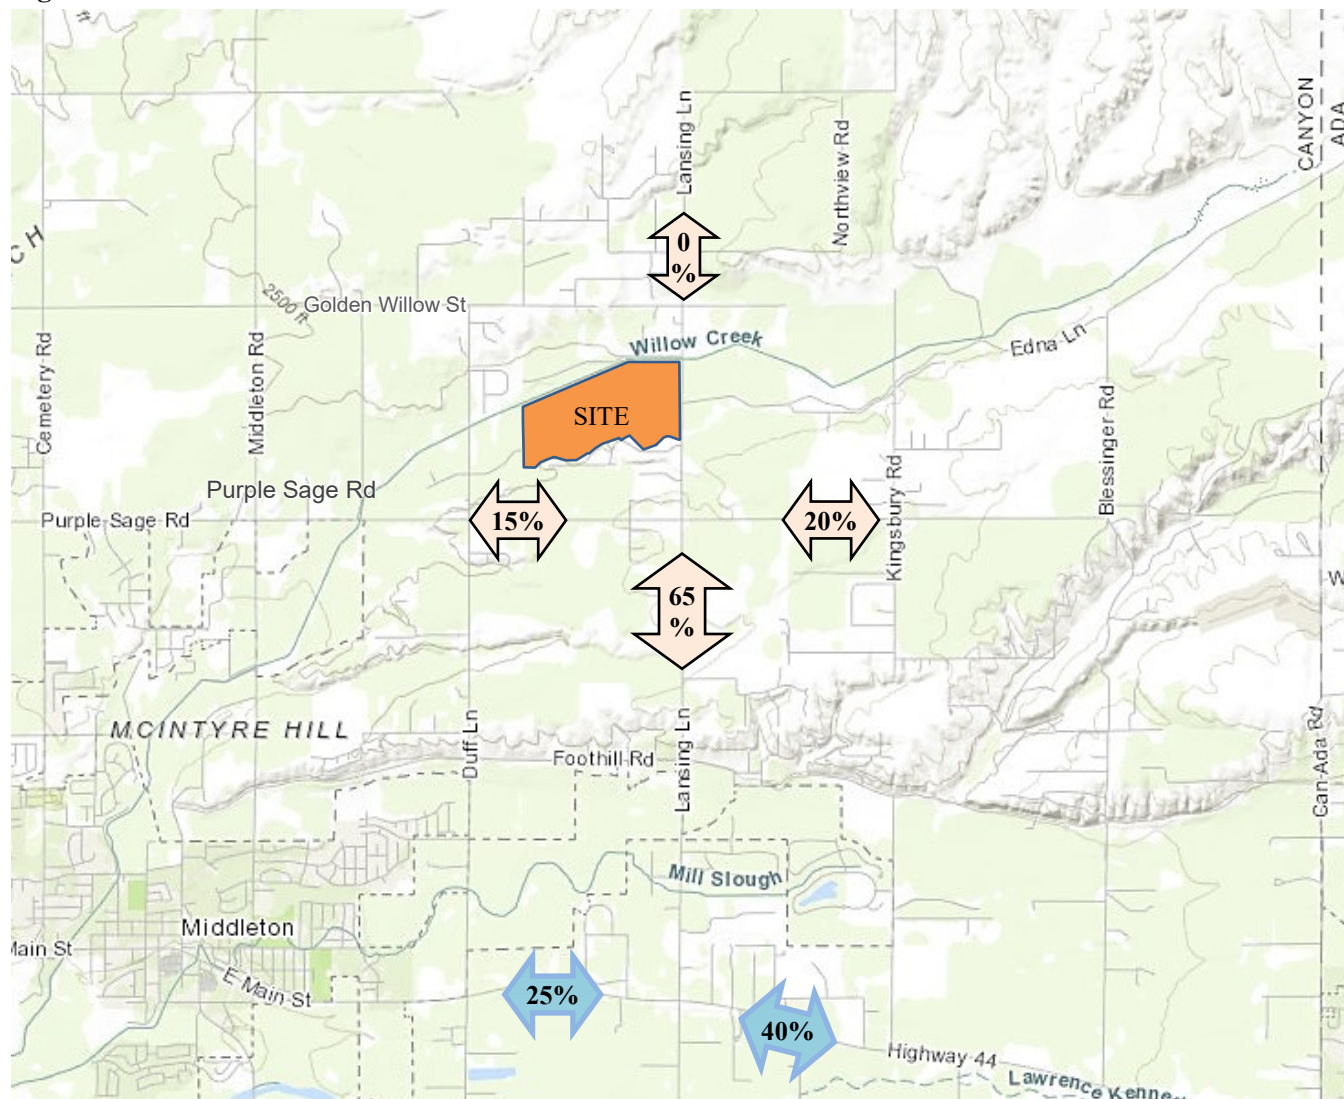 CANYON
ADA
Lansing Ln
Northview Rd
C H
0
%
2500 ft
Golden Willow St
Willow Creek
Edna Ln
Cemetery Rd
Middleton Rd
SITE
Blessinger Rd
Kingsbury Rd
Purple Sage Rd
Purple Sage Rd
15%
20%
65
%
W
MCINTYRE HILL
Duff Ln
Foothill Rd
Lansing Ln
Can-Ada Rd
Mill Slough
Middleton
Main St
E Main St
25%
40%
Highway 44
Lawrence Kenne